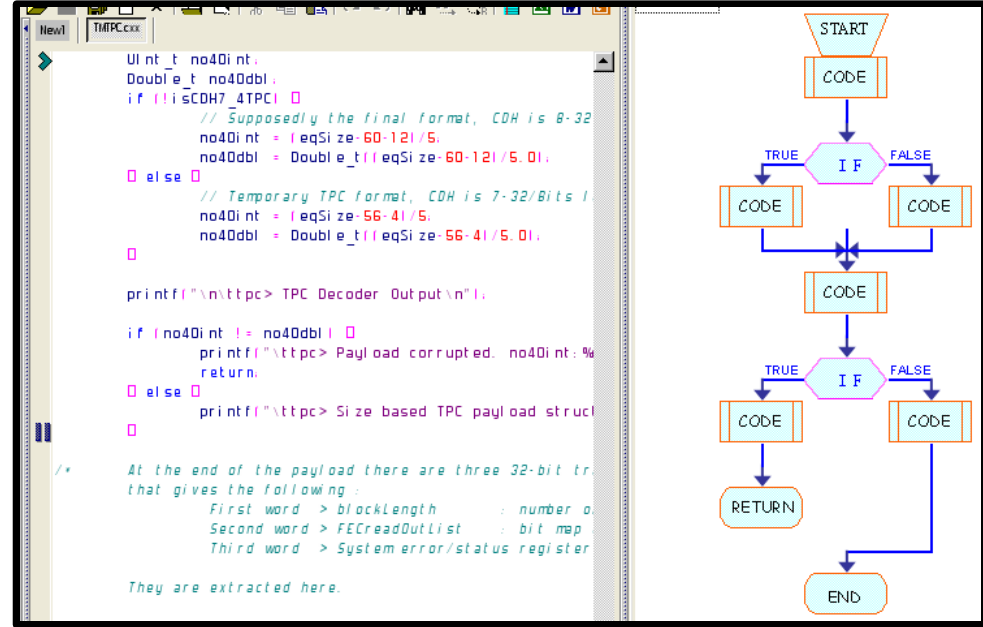 New1 TMTPC.cxx
UInt_t no40int;
Double_t no40dbl;
if (!isCDH7_4TPC) {
// Supposedly the final format, CDH is 8-32
no40int = (eqSize-60-12)/5;
no40dbl = Double_t((eqSize-60-12)/5.0);
} else {
// Temporary TPC format, CDH is 7-32/Bits l
no40int = (eqSize-56-4)/5;
no40dbl = Double_t((eqSize-56-4)/5.0);
}
printf("\n\ttpc> TPC Decoder Output\n");
if (no40int != no40dbl) {
printf("\ttpc> Payload corrupted. no40int:%
return;
} else {
printf("\ttpc> Size based TPC payload struct
}
/* At the end of the payload there are three 32-bit tr
that gives the following :
First word > blockLength : number o
Second word > FECreadOutList : bit map
Third word > System error/status register
They are extracted here.
START
CODE
TRUE IF FALSE
CODE CODE
CODE
TRUE IF FALSE
CODE CODE
RETURN
END